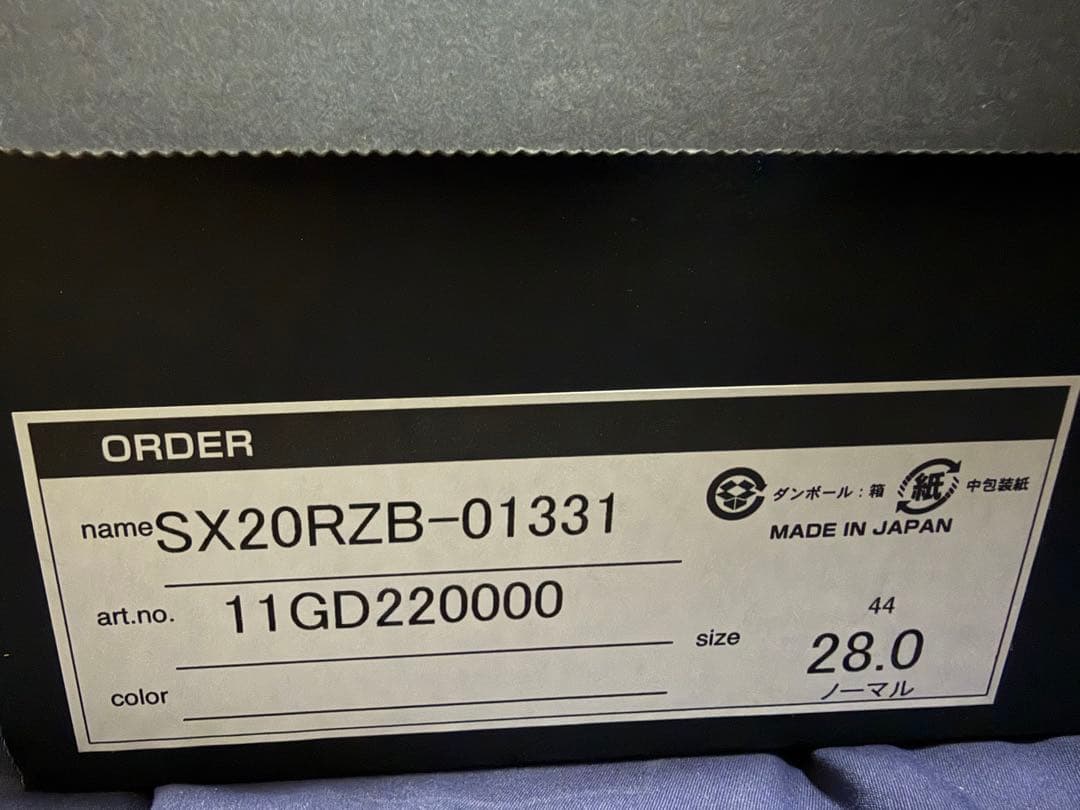 ORDER
name SX20RZB-01331
ダンボール：箱 紙 中包装紙
MADE IN JAPAN
art.no. 11GD220000
size 44
28.0
ノーマル
color